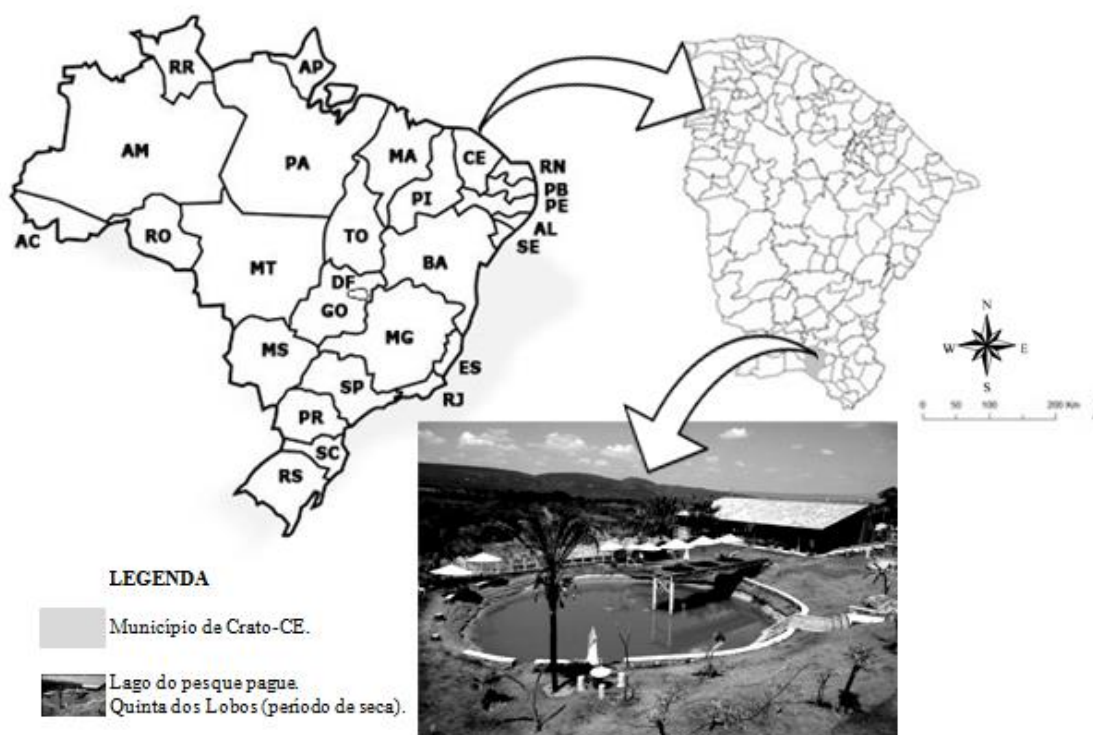 RR
AP
AM
PA
MA
CE
RN
PI
PB
PE
AL
SE
AC
RO
TO
BA
MT
DF
GO
MG
MS
ES
SP
RJ
PR
SC
RS
N
W
E
S
0 50 100 200 Km
LEGENDA
Município de Crato-CE.
Lago do pesque pague.
Quinta dos Lobos (período de seca).